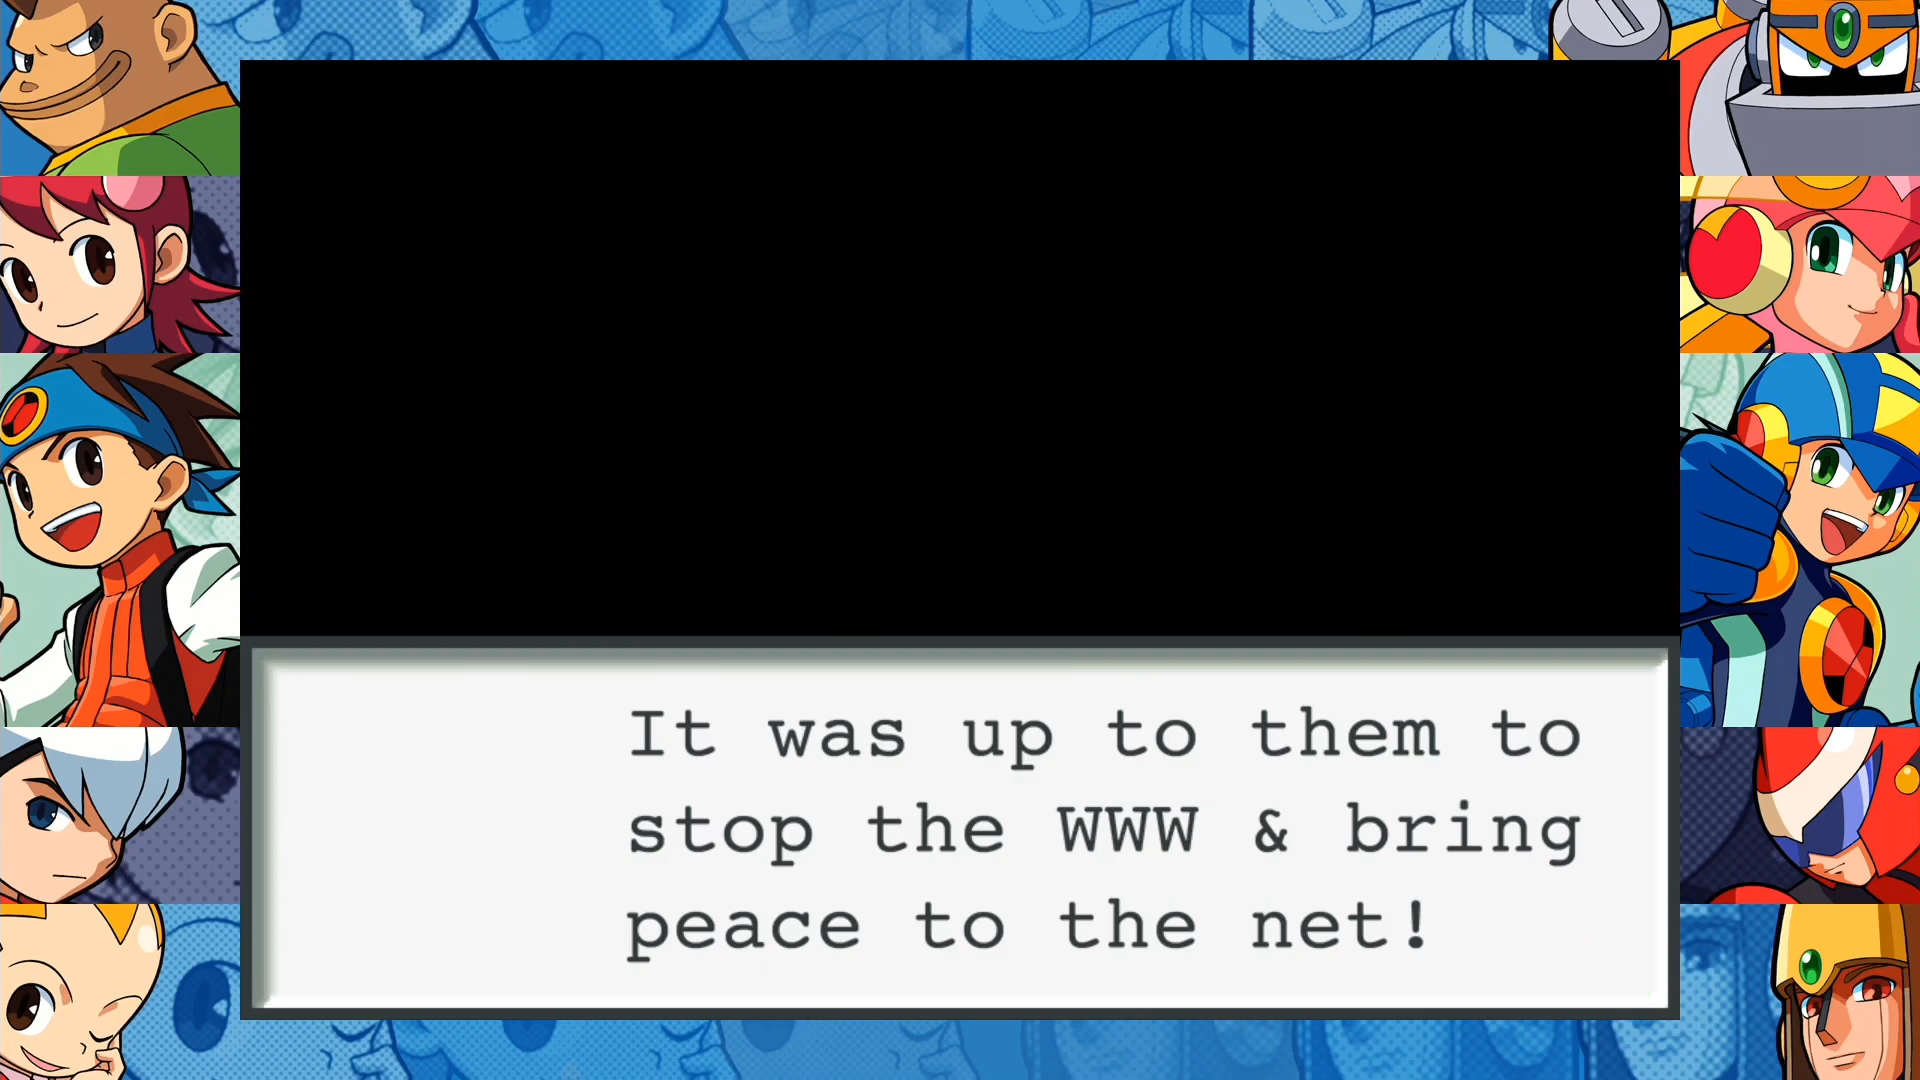 It was up to them to
stop the WWW & bring
peace to the net!